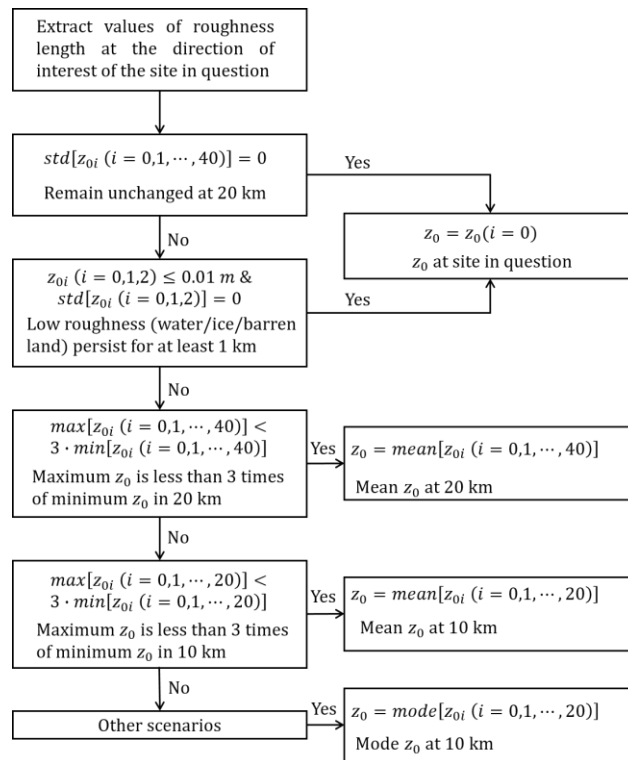 Extract values of roughness
length at the direction of
interest of the site in question
std[z₀ᵢ (i = 0,1,⋯,40)] = 0
Remain unchanged at 20 km
Yes
z₀ = z₀(i = 0)
z₀ at site in question
No
z₀ᵢ (i = 0,1,2) ≤ 0.01 m &
std[z₀ᵢ (i = 0,1,2)] = 0
Low roughness (water/ice/barren
land) persist for at least 1 km
Yes
No
max[z₀ᵢ (i = 0,1,⋯,40)] <
3 · min[z₀ᵢ (i = 0,1,⋯,40)]
Maximum z₀ is less than 3 times
of minimum z₀ in 20 km
Yes
z₀ = mean[z₀ᵢ (i = 0,1,⋯,40)]
Mean z₀ at 20 km
No
max[z₀ᵢ (i = 0,1,⋯,20)] <
3 · min[z₀ᵢ (i = 0,1,⋯,20)]
Maximum z₀ is less than 3 times
of minimum z₀ in 10 km
Yes
z₀ = mean[z₀ᵢ (i = 0,1,⋯,20)]
Mean z₀ at 10 km
No
Other scenarios
Yes
z₀ = mode[z₀ᵢ (i = 0,1,⋯,20)]
Mode z₀ at 10 km